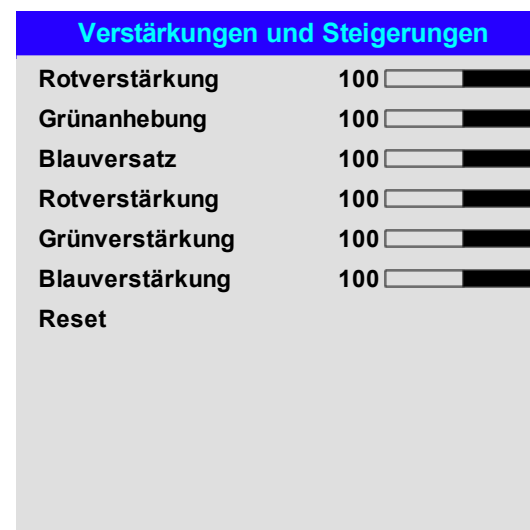 Verstärkungen und Steigerungen
Rotverstärkung 100
Grünanhebung 100
Blauversatz 100
Rotverstärkung 100
Grünverstärkung 100
Blauverstärkung 100
Reset